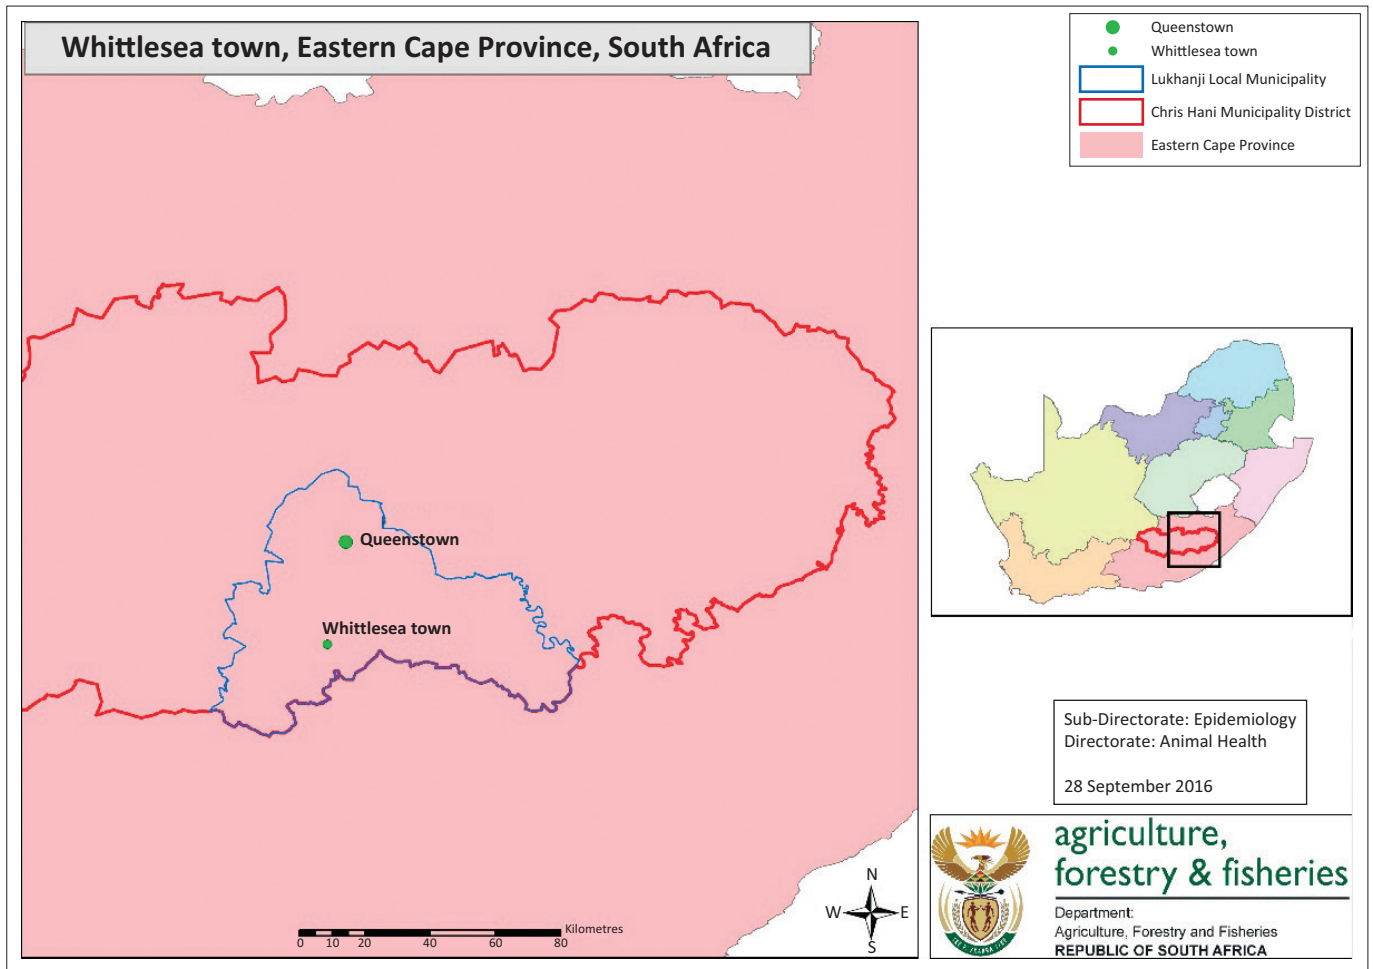 Whittlesea town, Eastern Cape Province, South Africa
Queenstown
Whittlesea town
Lukhanji Local Municipality
Chris Hani Municipality District
Eastern Cape Province
Queenstown
Whittlesea town
Sub-Directorate: Epidemiology
Directorate: Animal Health
28 September 2016
N
W E
S
Kilometres
0 10 20 40 60 80
agriculture,
forestry & fisheries
Department:
Agriculture, Forestry and Fisheries
REPUBLIC OF SOUTH AFRICA